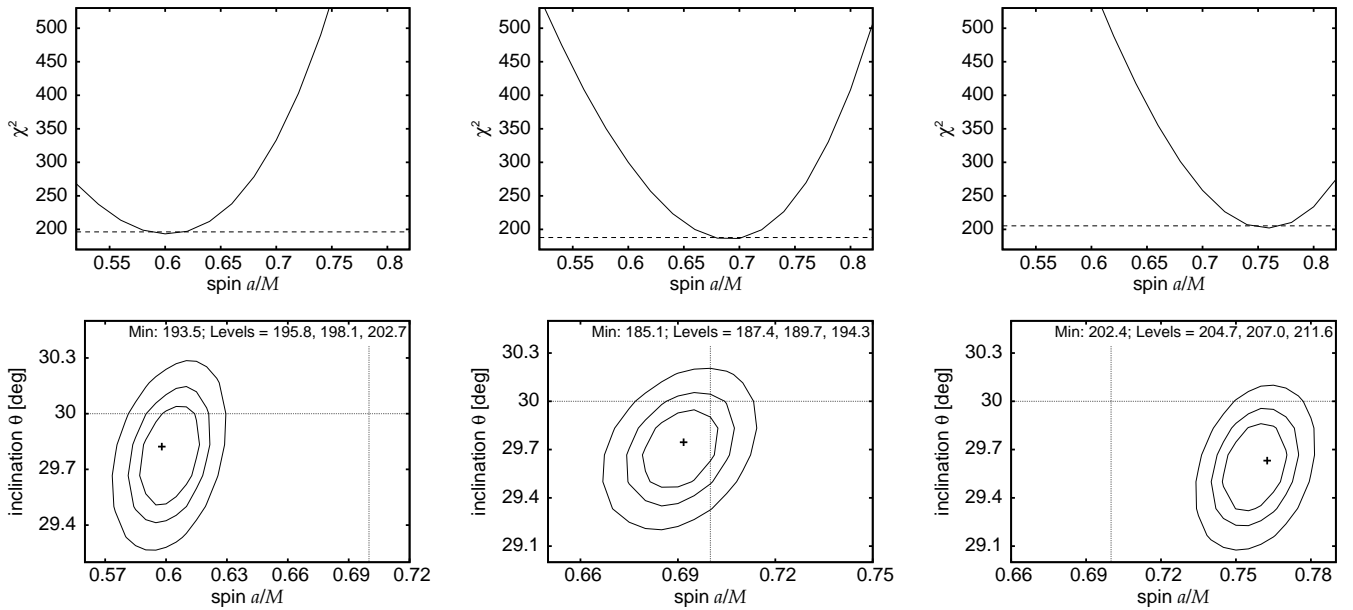 500
450
400
350
300
250
200
χ²
0.55 0.6 0.65 0.7 0.75 0.8
spin a/M
500
450
400
350
300
250
200
χ²
0.55 0.6 0.65 0.7 0.75 0.8
spin a/M
500
450
400
350
300
250
200
χ²
0.55 0.6 0.65 0.7 0.75 0.8
spin a/M
Min: 193.5; Levels = 195.8, 198.1, 202.7
30.3
30
29.7
29.4
inclination θ [deg]
0.57 0.6 0.63 0.66 0.69 0.72
spin a/M
Min: 185.1; Levels = 187.4, 189.7, 194.3
30.3
30
29.7
29.4
29.1
inclination θ [deg]
0.66 0.69 0.72 0.75
spin a/M
Min: 202.4; Levels = 204.7, 207.0, 211.6
30.3
30
29.7
29.4
29.1
inclination θ [deg]
0.66 0.69 0.72 0.75 0.78
spin a/M